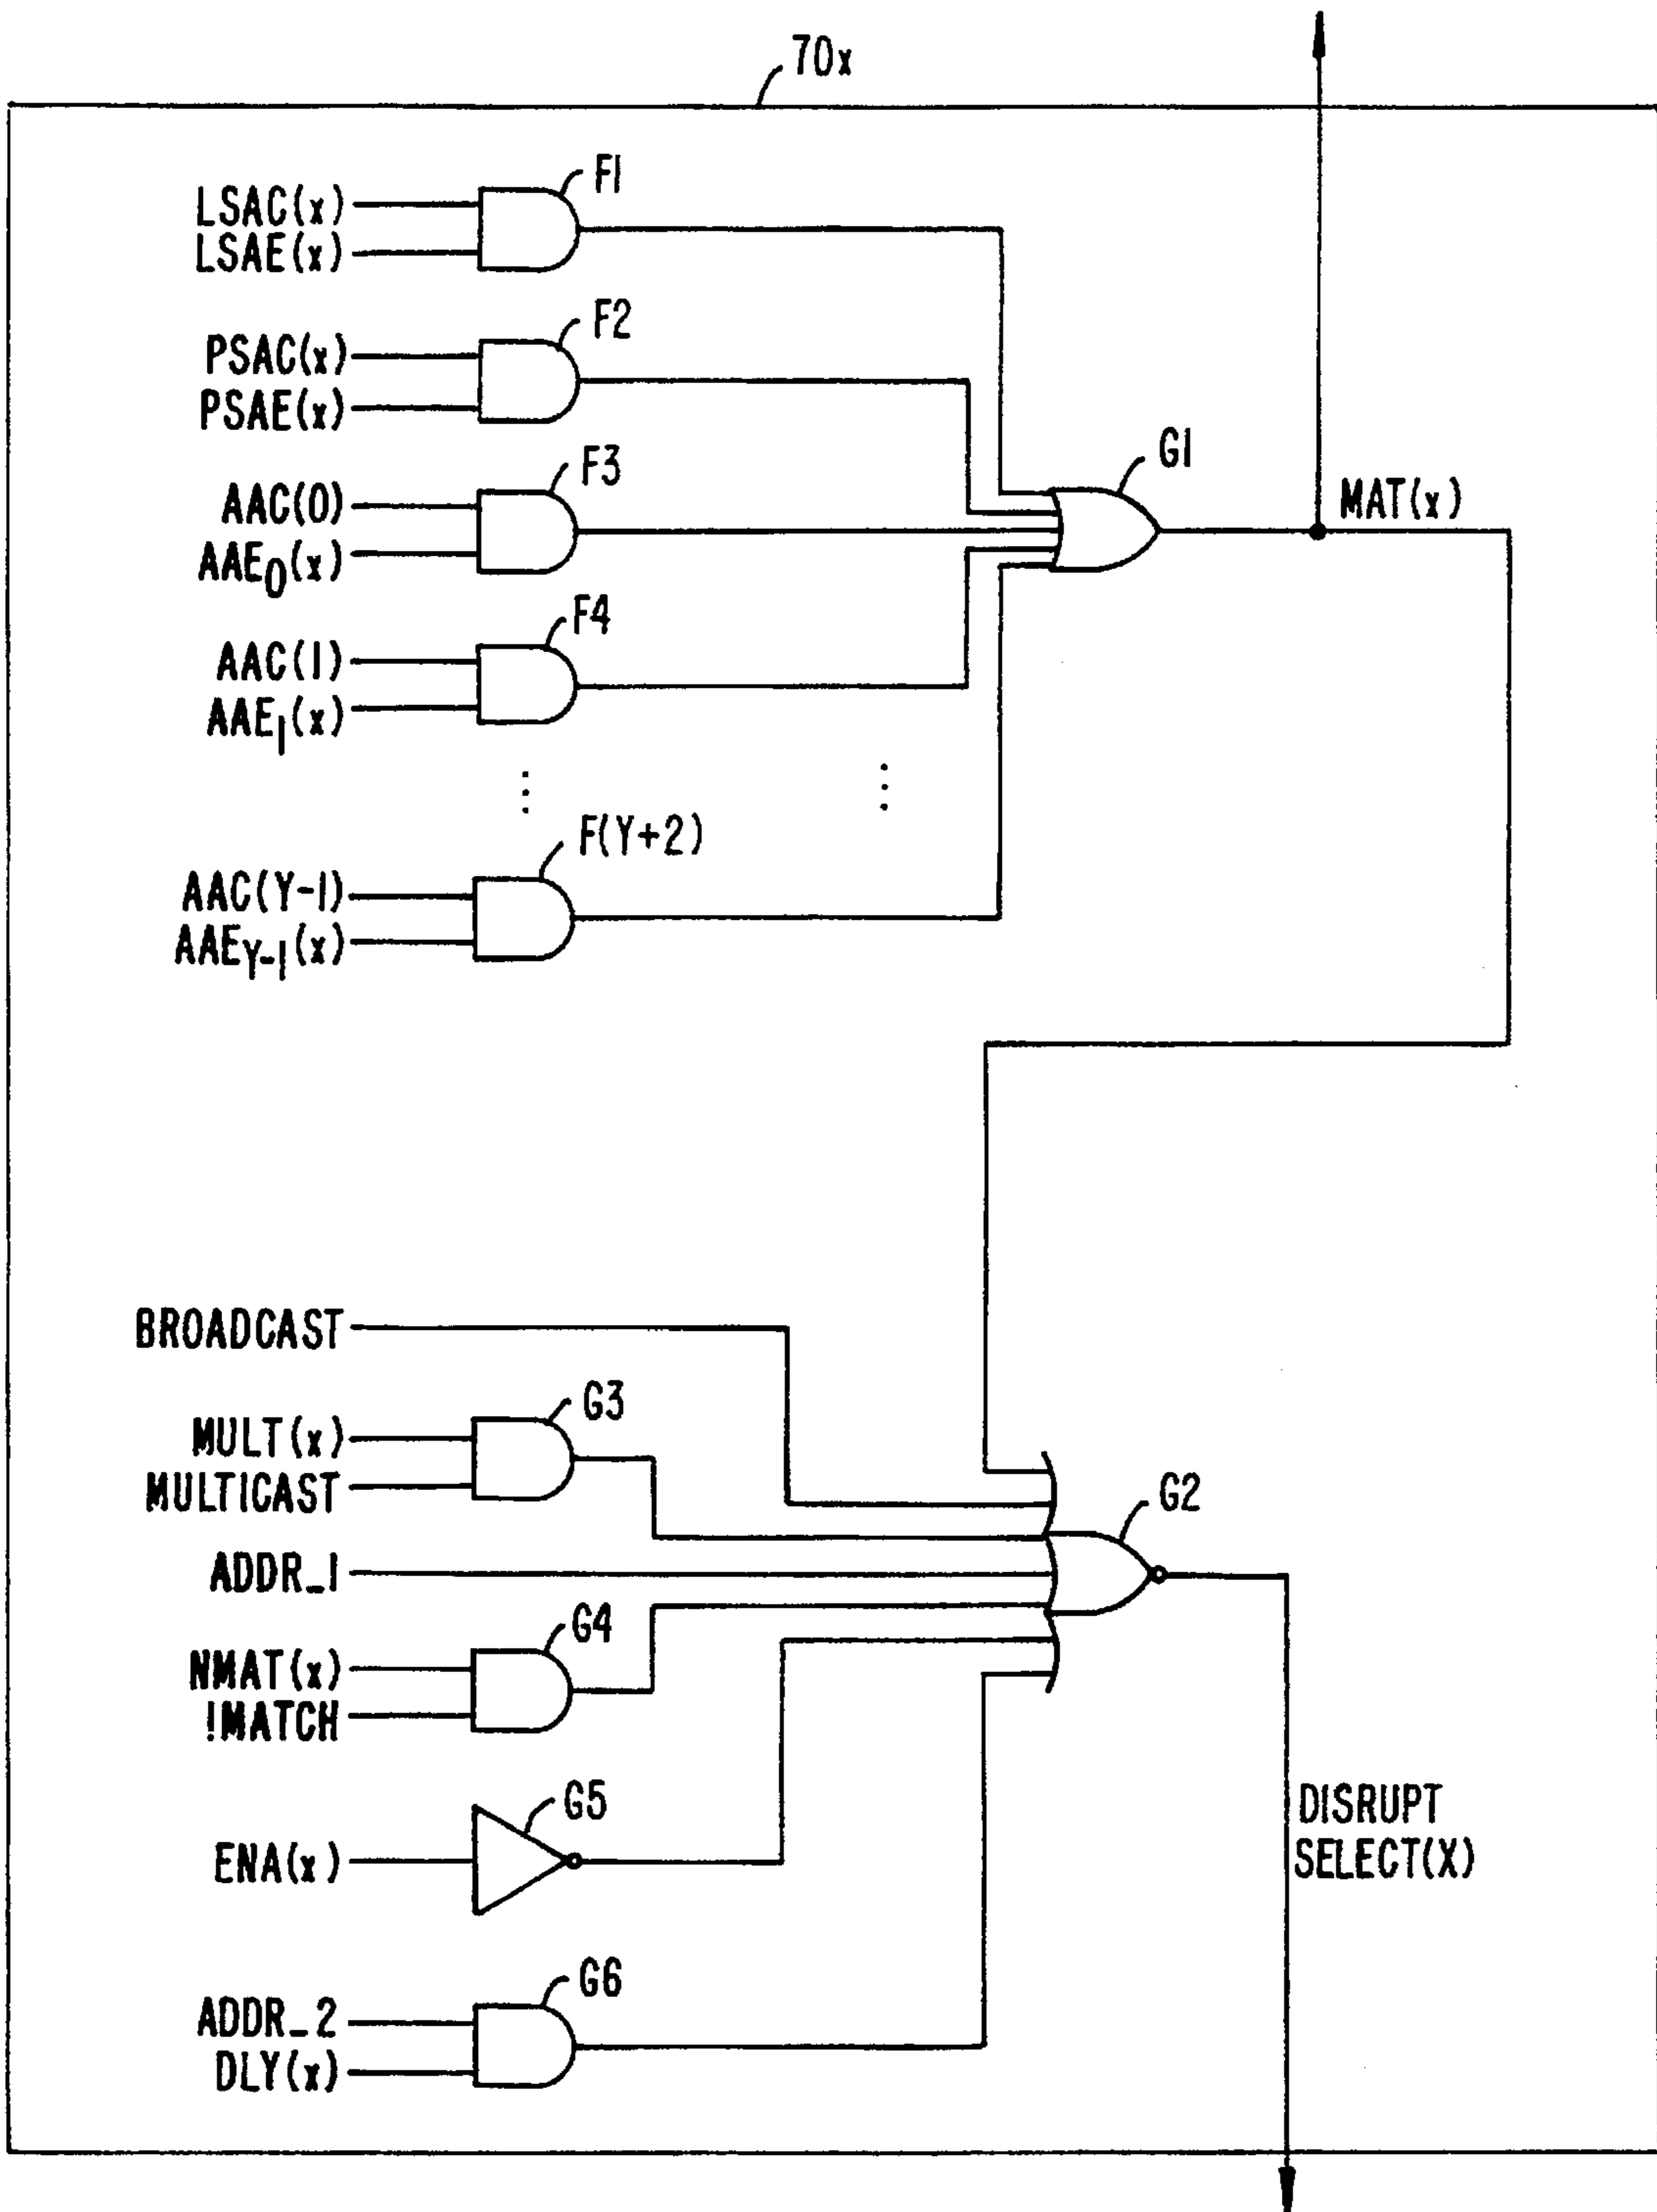 70x
F1
LSAC(x)
LSAE(x)
F2
PSAC(x)
PSAE(x)
F3
AAC(0)
AAE0(x)
G1
MAT(x)
F4
AAC(1)
AAE1(x)
F(Y+2)
AAC(Y-1)
AAEY-1(x)
BROADCAST
G3
MULT(x)
MULTICAST
G2
ADDR_1
G4
NMAT(x)
!MATCH
G5
ENA(x)
DISRUPT
SELECT(X)
G6
ADDR_2
DLY(x)